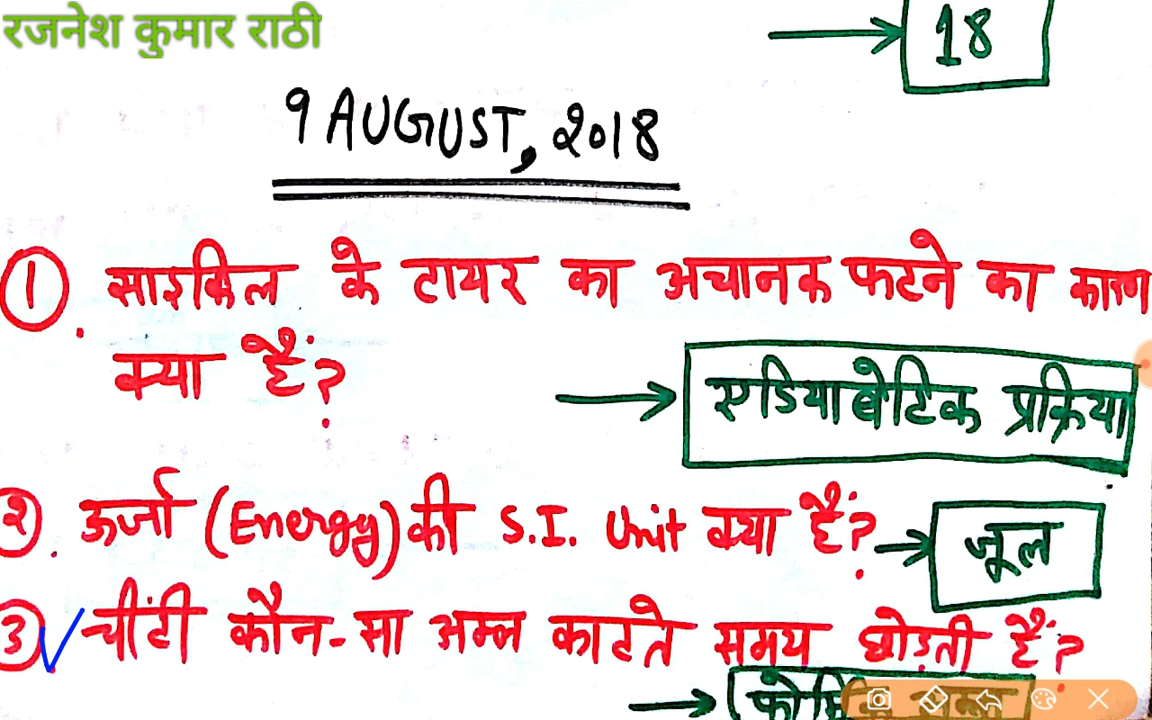 रजनेश कुमार राठी
→ 18
9 AUGUST, 2018
① साइकिल के टायर का अचानक फटने का कारण
क्या हैं?
→ एडियाबेटिक प्रक्रिया
②. ऊर्जा (Energy) की S.I. Unit क्या हैं? → जूल
③ ✓ चींटी कौन-सा अम्ल काटते समय छोड़ती हैं?
→